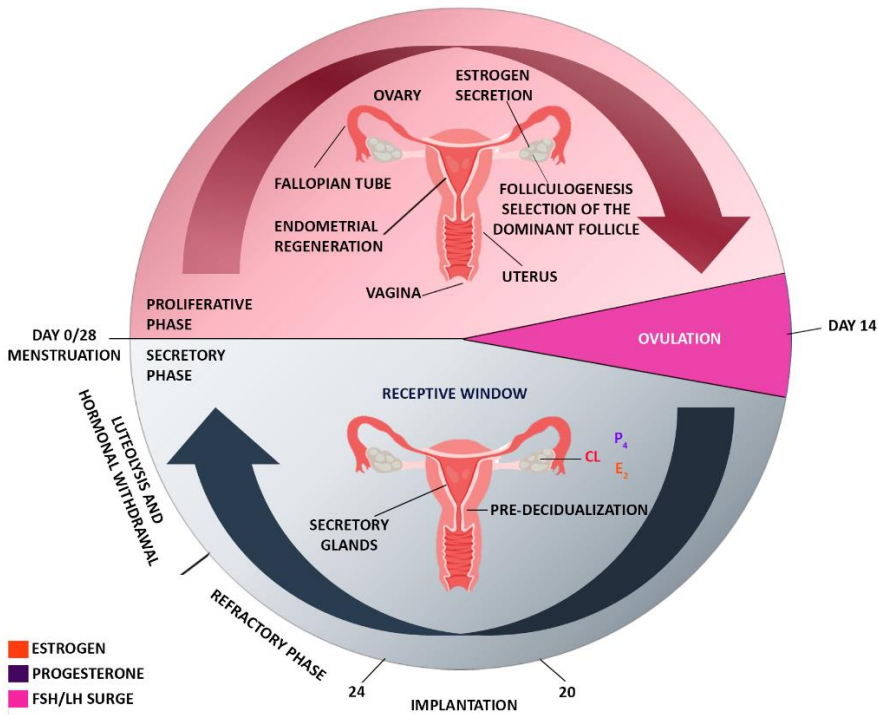 OVARY
ESTROGEN
SECRETION
FALLOPIAN TUBE
FOLLICULOGENESIS
SELECTION OF THE
DOMINANT FOLLICLE
ENDOMETRIAL
REGENERATION
UTERUS
VAGINA
PROLIFERATIVE
PHASE
DAY 0/28
MENSTRUATION
SECRETORY
PHASE
OVULATION
DAY 14
RECEPTIVE WINDOW
P4
CL
E2
PRE-DECIDUALIZATION
SECRETORY
GLANDS
LUTEOLYSIS AND
HORMONAL WITHDRAWAL
REFRACTORY PHASE
24
IMPLANTATION
20
ESTROGEN
PROGESTERONE
FSH/LH SURGE